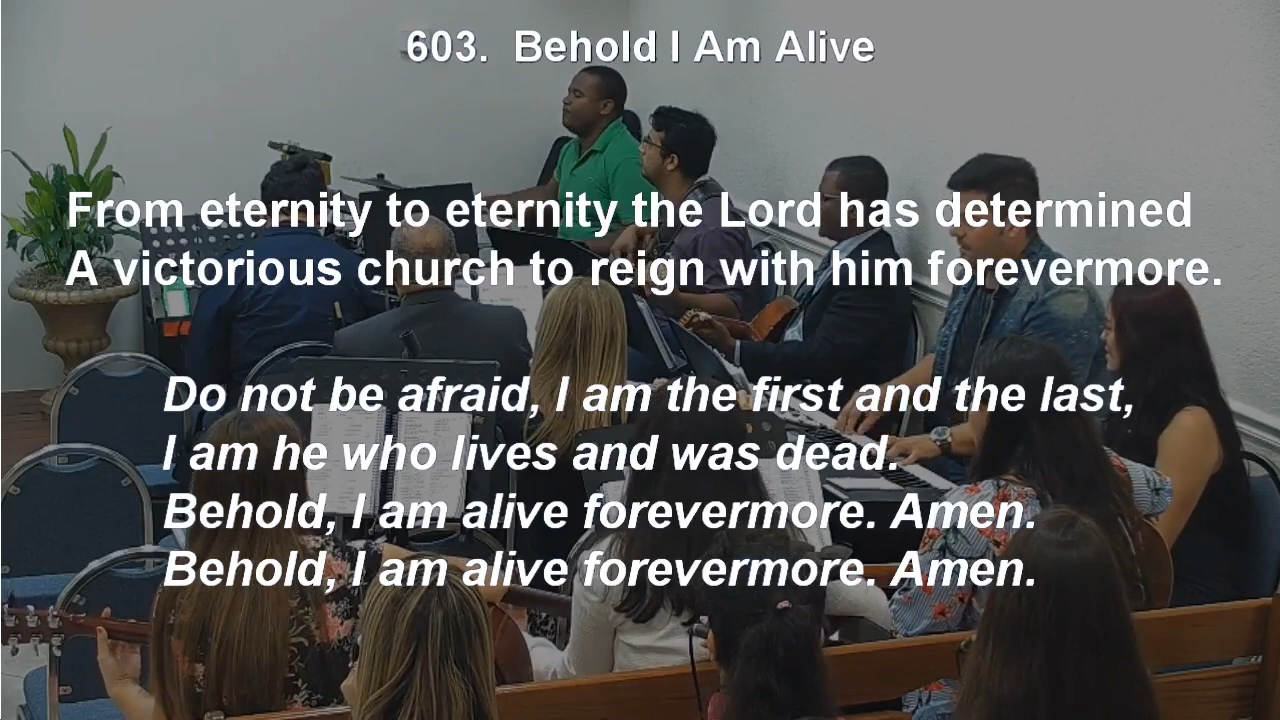 603. Behold I Am Alive
From eternity to eternity the Lord has determined
A victorious church to reign with him forevermore.
Do not be afraid, I am the first and the last,
I am he who lives and was dead.
Behold, I am alive forevermore. Amen.
Behold, I am alive forevermore. Amen.